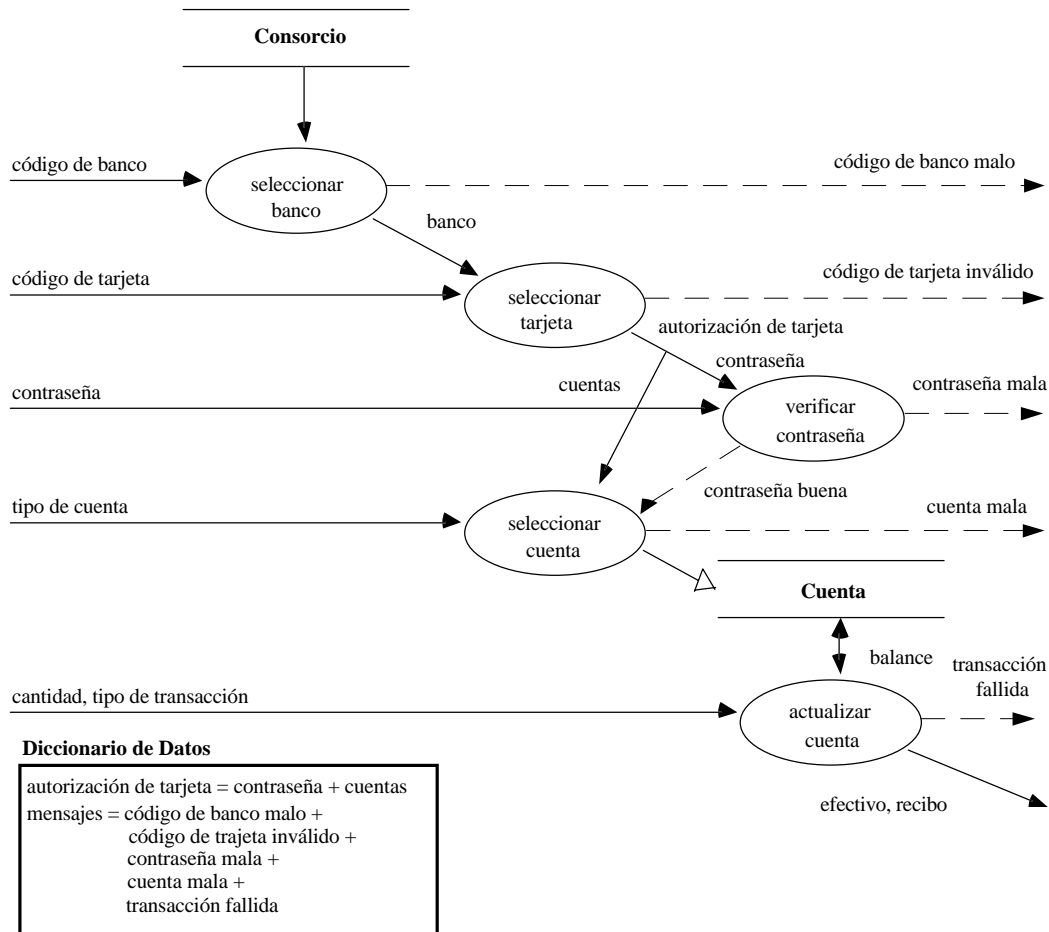 Consorcio
código de banco
seleccionar
banco
código de banco malo
banco
código de tarjeta
seleccionar
tarjeta
código de tarjeta inválido
autorización de tarjeta
contraseña
cuentas
contraseña
verificar
contraseña
contraseña mala
contraseña buena
tipo de cuenta
seleccionar
cuenta
cuenta mala
Cuenta
balance
transacción
fallida
cantidad, tipo de transacción
actualizar
cuenta
efectivo, recibo
Diccionario de Datos
autorización de tarjeta = contraseña + cuentas
mensajes = código de banco malo +
código de trajeta inválido +
contraseña mala +
cuenta mala +
transacción fallida